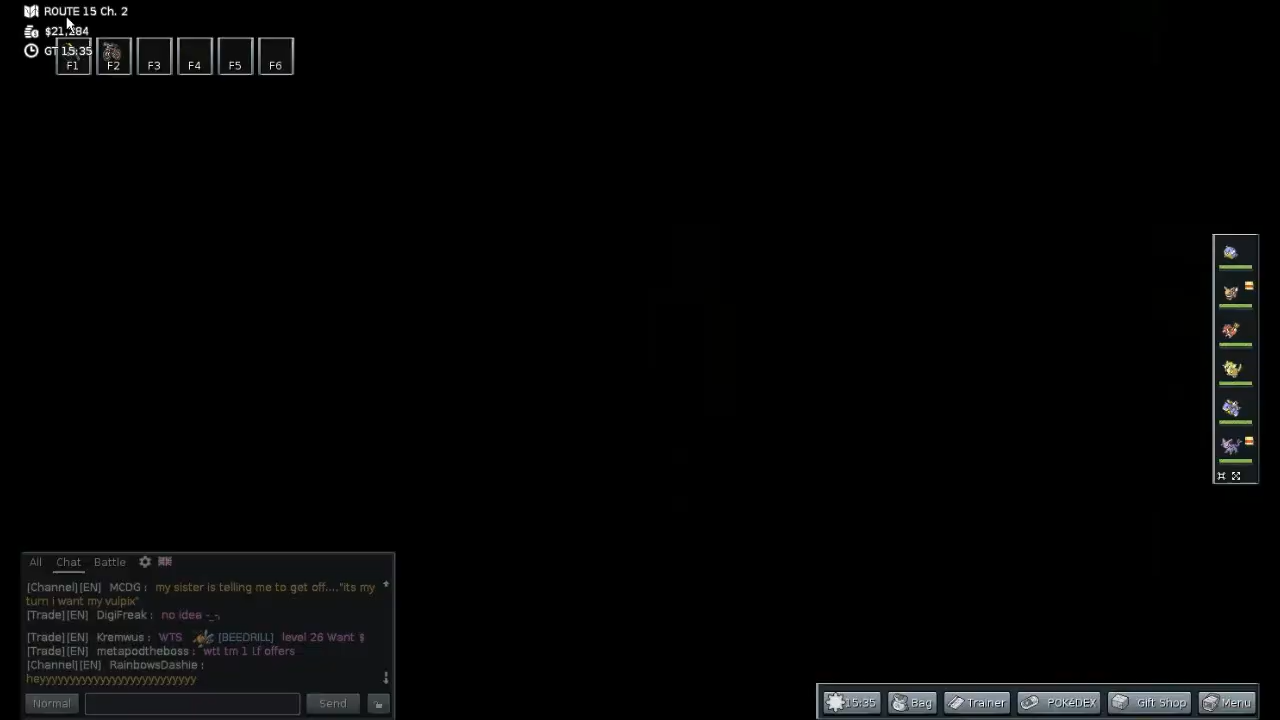 ROUTE 15 Ch. 2
$21,284
GT 15:35
F1 F2 F3 F4 F5 F6
All Chat Battle
[Channel][EN] MCDG : my sister is telling me to get off...."its my
turn i want my vulpix"
[Trade][EN] DigiFreak : no idea -_-,
[Trade][EN] Kremwus : WTS [BEEDRILL] level 26 Want $
[Trade][EN] metapodtheboss : wtt tm 1 Lf offers
[Channel][EN] RainbowsDashie :
heyyyyyyyyyyyyyyyyyyyyyyyyyy
Normal Send
15:35 Bag Trainer POKéDEX Gift Shop Menu